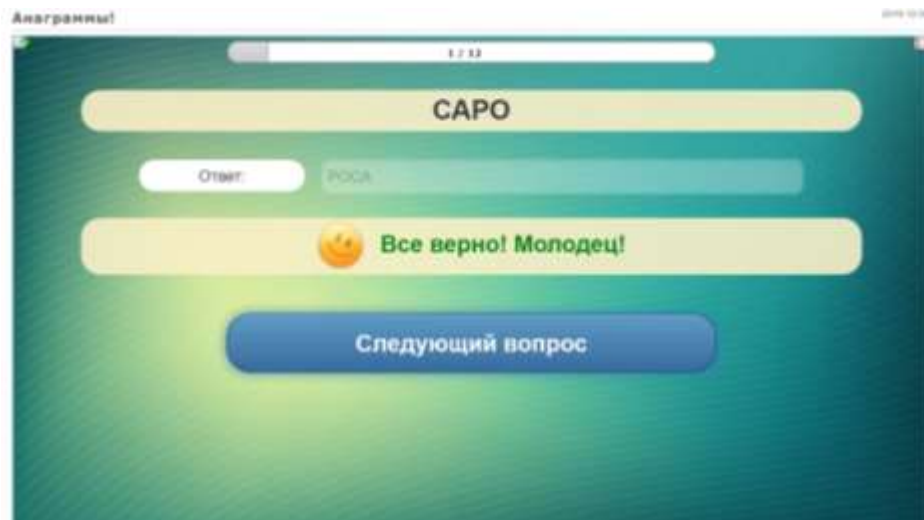 Анаграммы!
1 / 12
САРО
Ответ:
РОСА
Все верно! Молодец!
Следующий вопрос